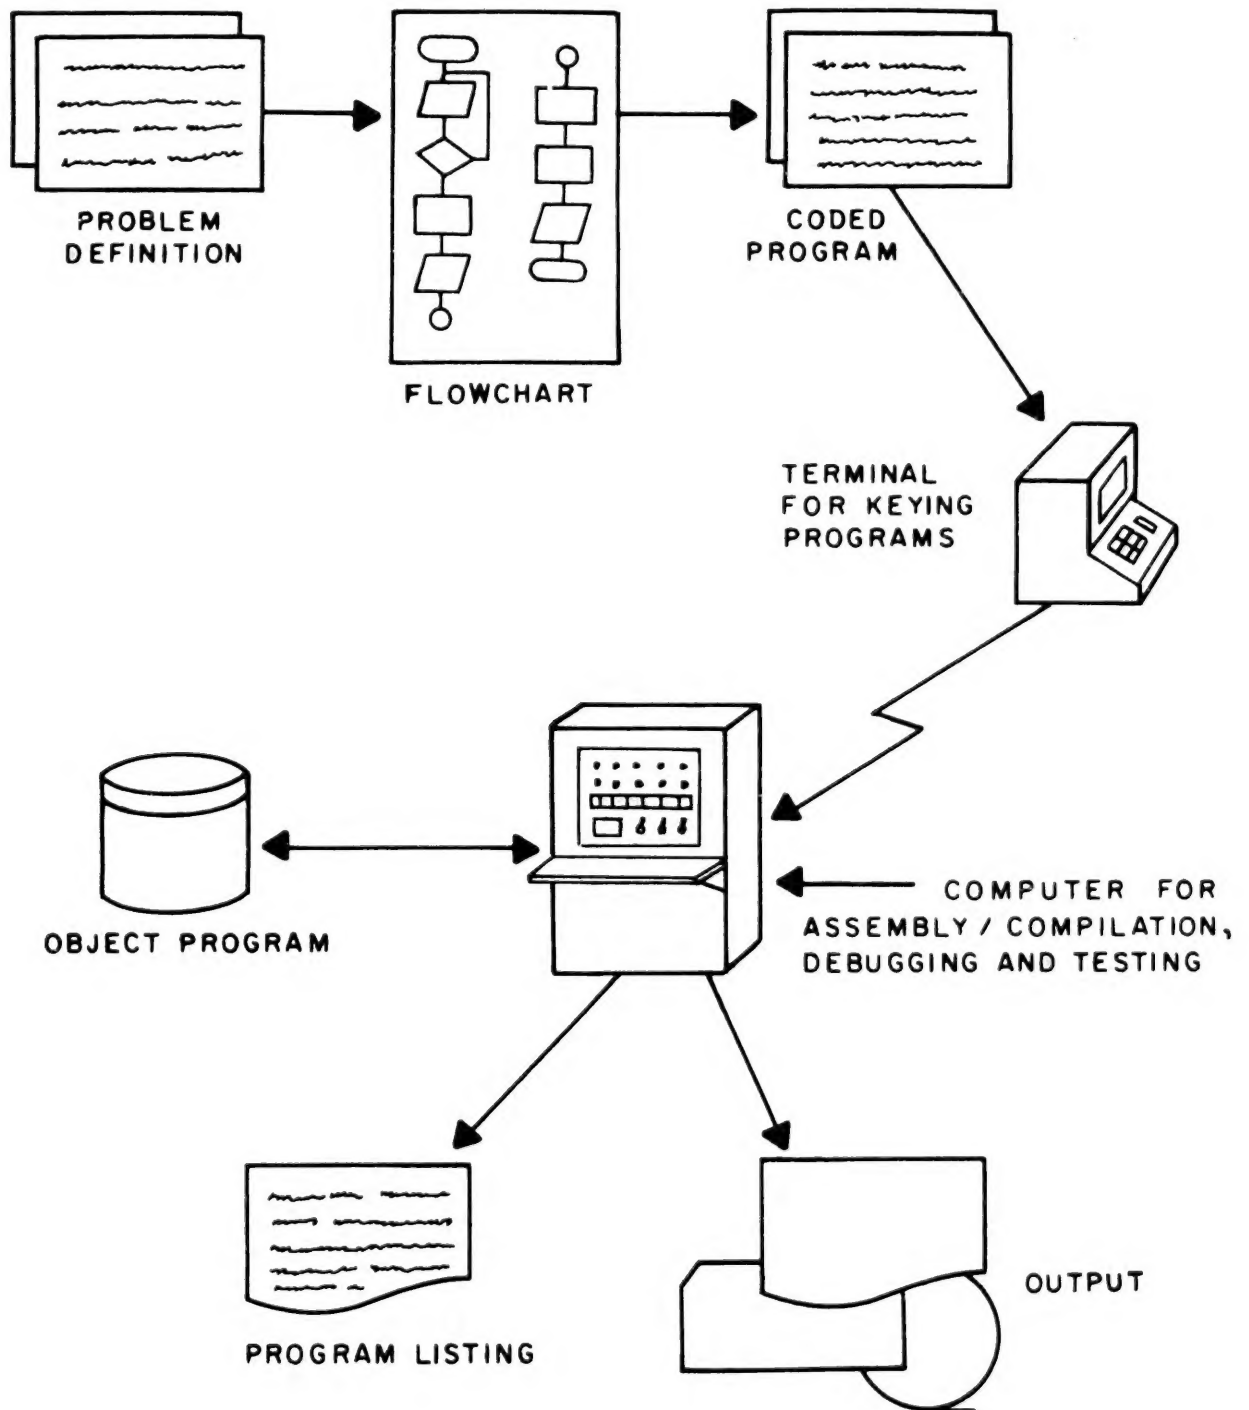 PROBLEM
DEFINITION
FLOWCHART
CODED
PROGRAM
TERMINAL
FOR KEYING
PROGRAMS
OBJECT PROGRAM
COMPUTER FOR
ASSEMBLY / COMPILATION,
DEBUGGING AND TESTING
PROGRAM LISTING
OUTPUT